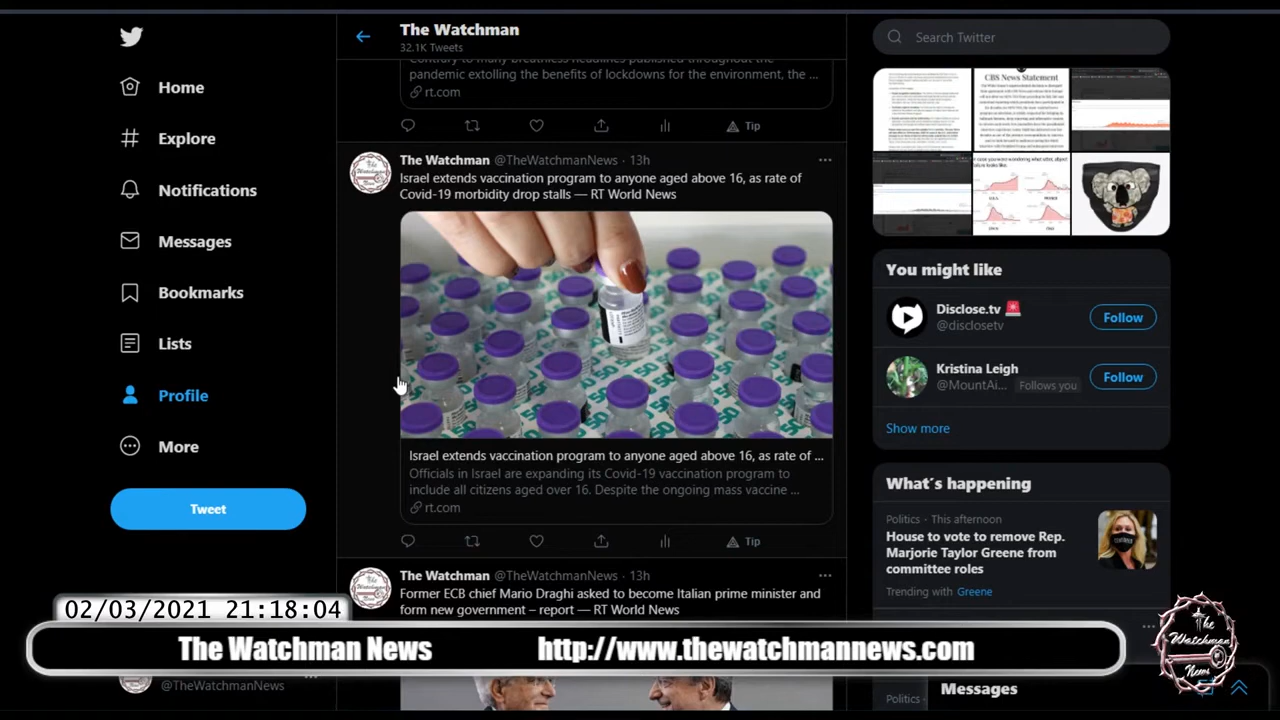 The Watchman
32.1K Tweets
Search Twitter
Home
Explore
Notifications
Messages
Bookmarks
Lists
Profile
More
Tweet
Contrary to many breathless headlines published throughout the
pandemic extolling the benefits of lockdowns for the environment, the ...
rt.com
Tip
The Watchman @TheWatchmanNews · 13h
Israel extends vaccination program to anyone aged above 16, as rate of
Covid-19 morbidity drop stalls — RT World News
Israel extends vaccination program to anyone aged above 16, as rate of ...
Officials in Israel are expanding its Covid-19 vaccination program to
include all citizens aged over 16. Despite the ongoing mass vaccine ...
rt.com
Tip
The Watchman @TheWatchmanNews · 13h
Former ECB chief Mario Draghi asked to become Italian prime minister and
form new government – report — RT World News
CBS News Statement
You might like
Disclose.tv
@disclosetv
Follow
Kristina Leigh
@MountAi... Follows you
Follow
Show more
What's happening
Politics · This afternoon
House to vote to remove Rep.
Marjorie Taylor Greene from
committee roles
Trending with Greene
Politics ·
Messages
02/03/2021 21:18:04
The Watchman News http://www.thewatchmannews.com
@TheWatchmanNews
The
Watchman
News